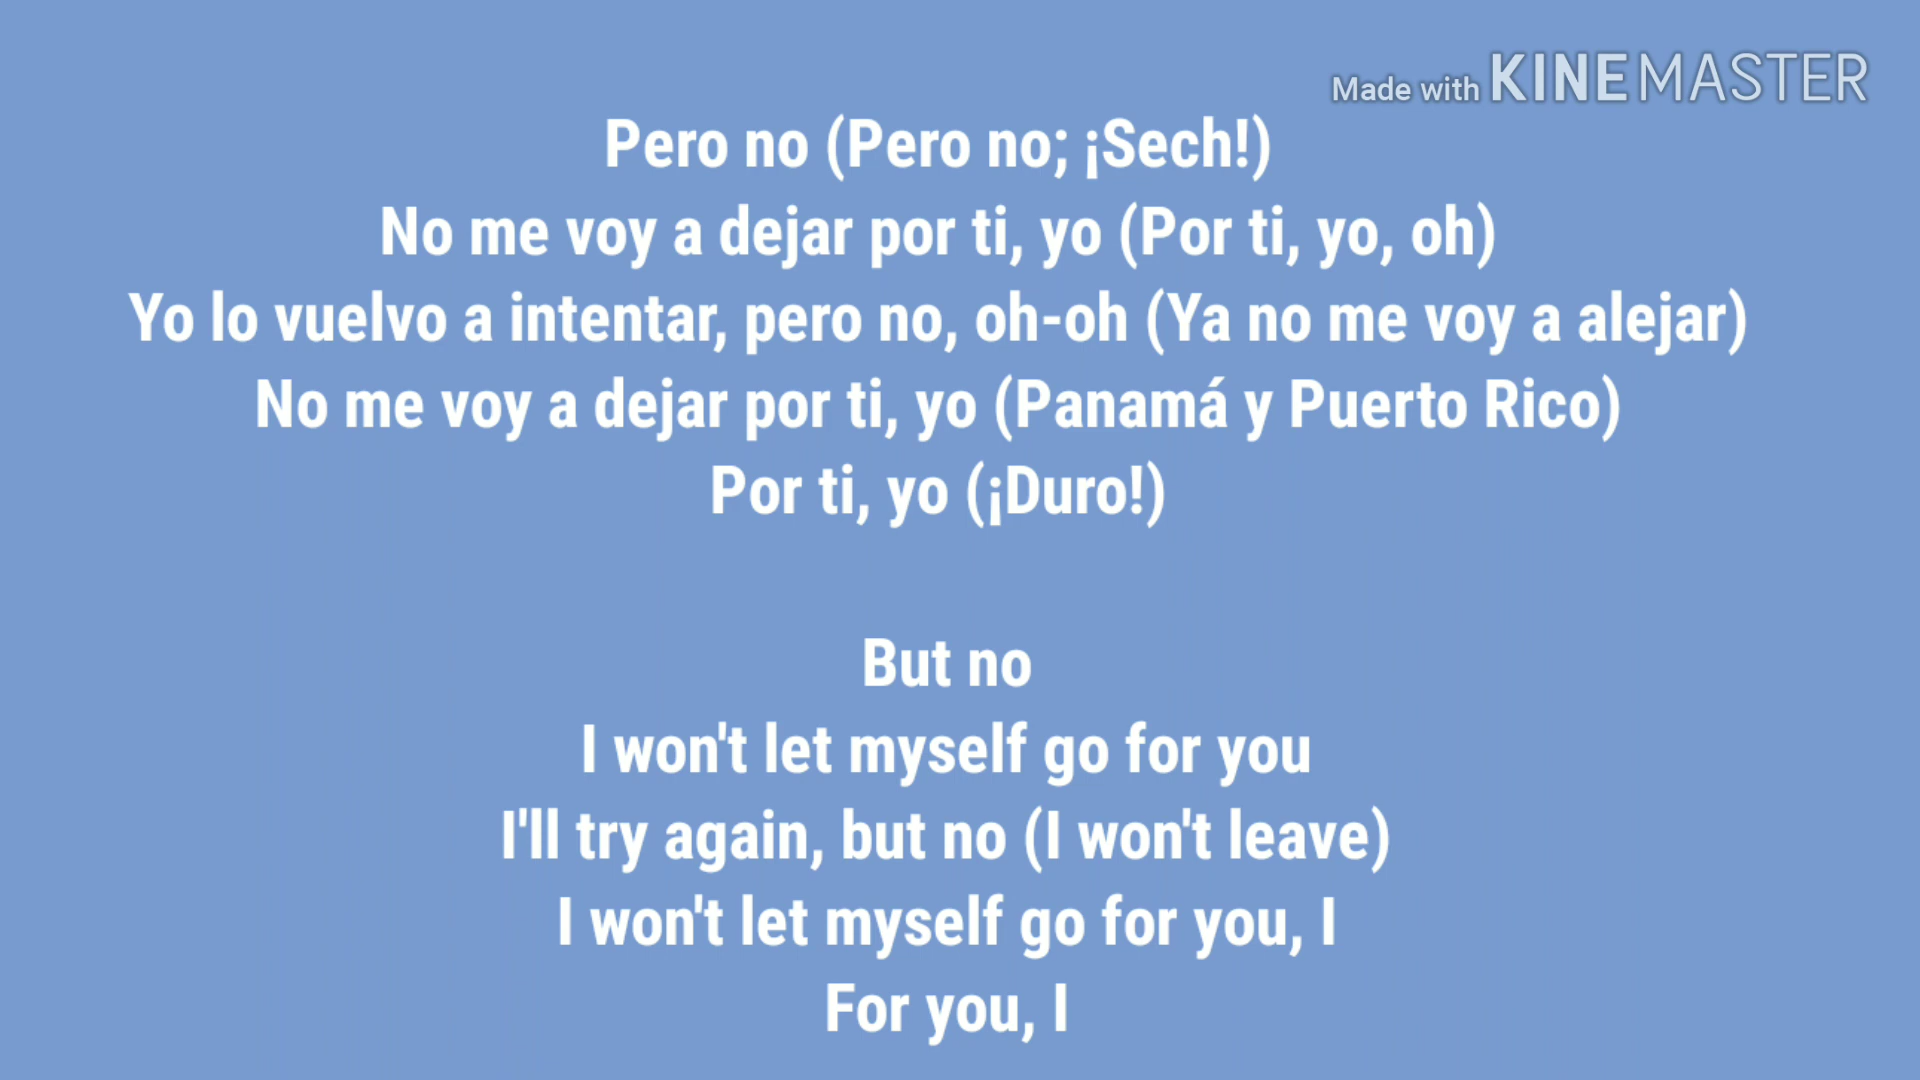 Made with KINEMASTER
Pero no (Pero no; ¡Sech!)
No me voy a dejar por ti, yo (Por ti, yo, oh)
Yo lo vuelvo a intentar, pero no, oh-oh (Ya no me voy a alejar)
No me voy a dejar por ti, yo (Panamá y Puerto Rico)
Por ti, yo (¡Duro!)
But no
I won't let myself go for you
I'll try again, but no (I won't leave)
I won't let myself go for you, I
For you, I